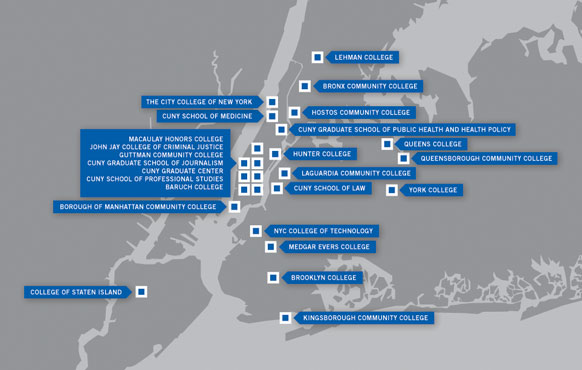 LEHMAN COLLEGE
BRONX COMMUNITY COLLEGE
THE CITY COLLEGE OF NEW YORK
CUNY SCHOOL OF MEDICINE
HOSTOS COMMUNITY COLLEGE
CUNY GRADUATE SCHOOL OF PUBLIC HEALTH AND HEALTH POLICY
MACAULAY HONORS COLLEGE
JOHN JAY COLLEGE OF CRIMINAL JUSTICE
GUTTMAN COMMUNITY COLLEGE
CUNY GRADUATE SCHOOL OF JOURNALISM
CUNY GRADUATE CENTER
CUNY SCHOOL OF PROFESSIONAL STUDIES
BARUCH COLLEGE
QUEENS COLLEGE
HUNTER COLLEGE
QUEENSBOROUGH COMMUNITY COLLEGE
LAGUARDIA COMMUNITY COLLEGE
CUNY SCHOOL OF LAW
YORK COLLEGE
BOROUGH OF MANHATTAN COMMUNITY COLLEGE
NYC COLLEGE OF TECHNOLOGY
MEDGAR EVERS COLLEGE
BROOKLYN COLLEGE
COLLEGE OF STATEN ISLAND
KINGSBOROUGH COMMUNITY COLLEGE